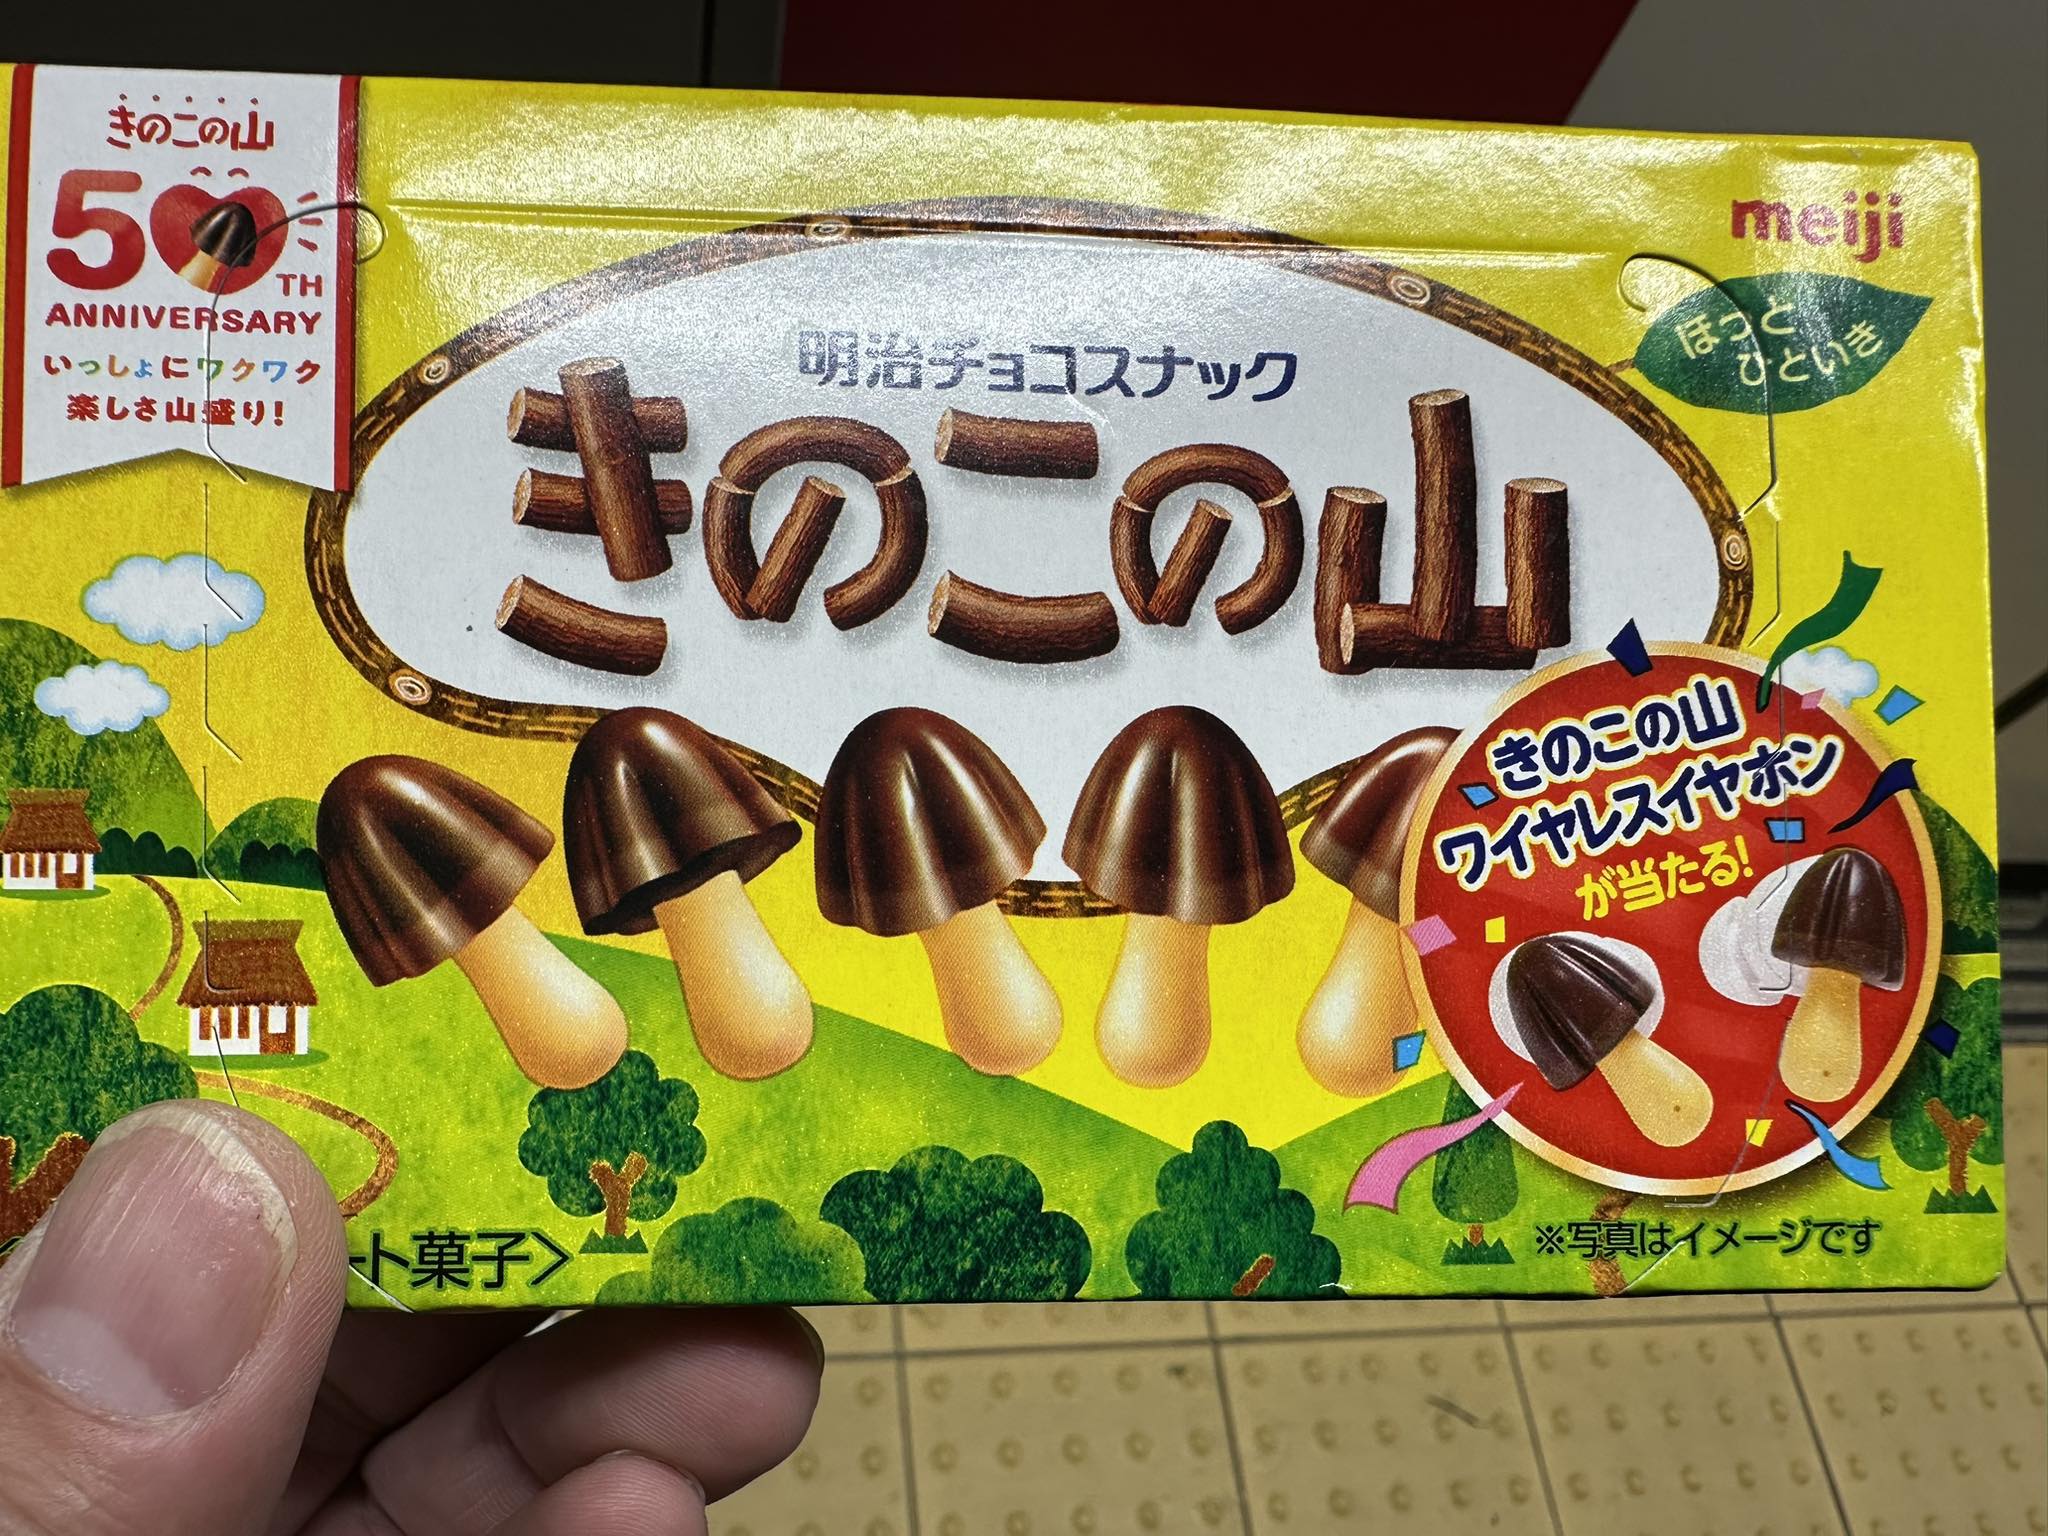 きのこの山
50TH
ANNIVERSARY
いっしょにワクワク
楽しさ山盛り!
meiji
ほっと
ひといき
明治チョコスナック
きのこの山
きのこの山
ワイヤレスイヤホン
が当たる!
ート菓子>
※写真はイメージです